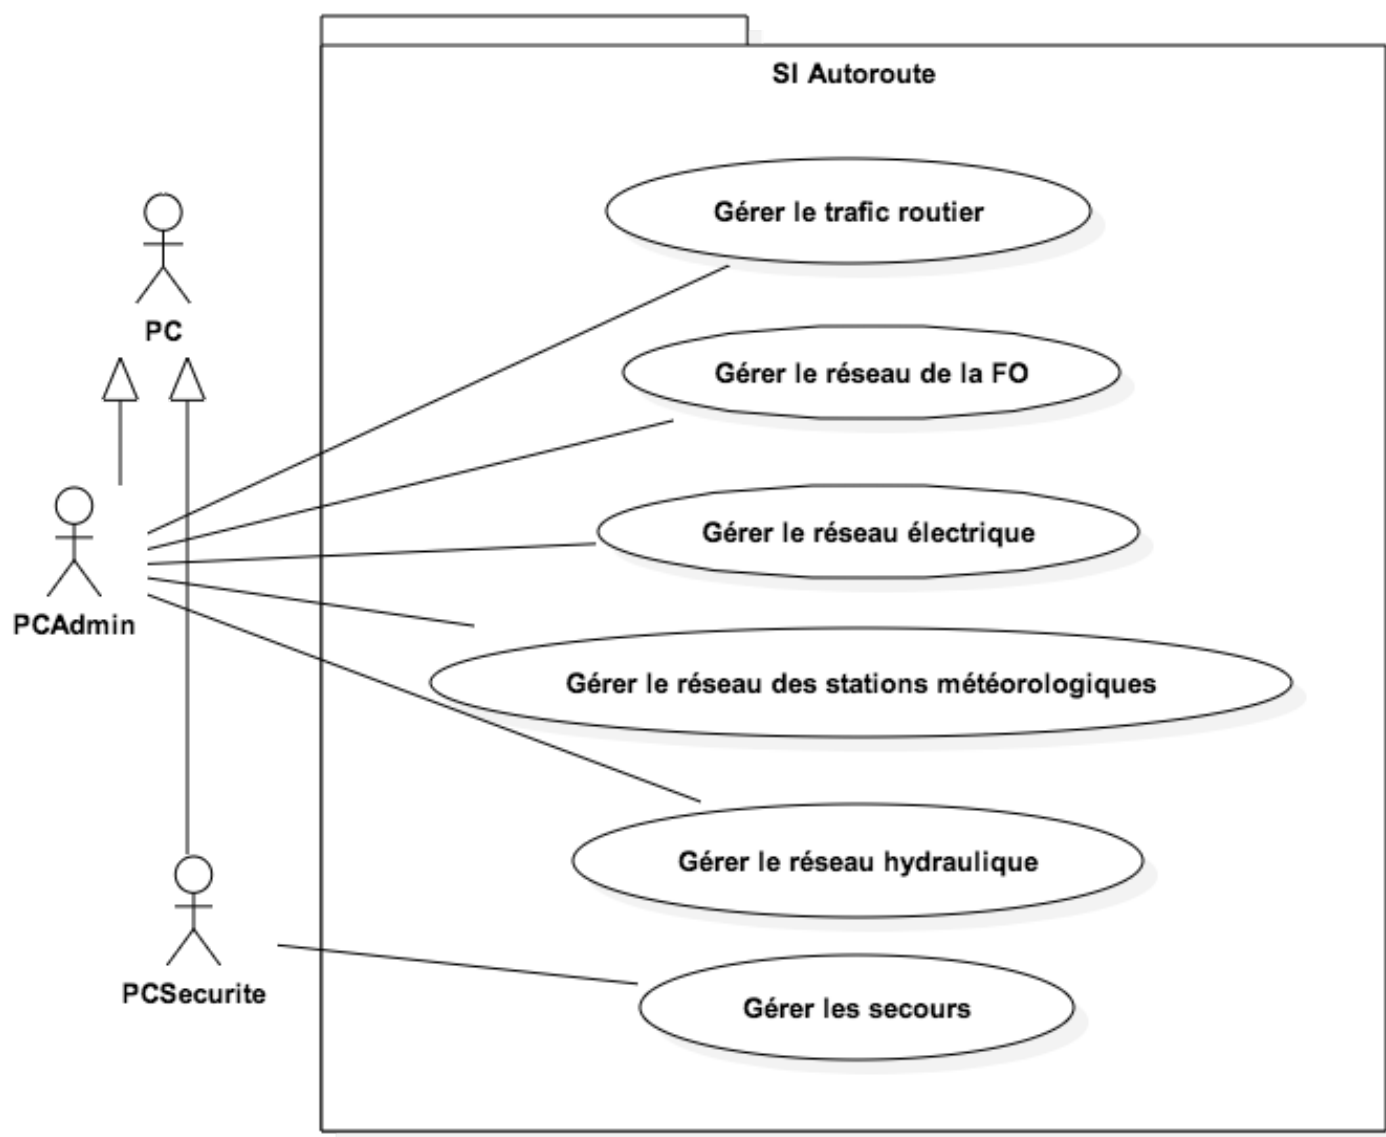 SI Autoroute
Gérer le trafic routier
PC
Gérer le réseau de la FO
Gérer le réseau électrique
PCAdmin
Gérer le réseau des stations météorologiques
Gérer le réseau hydraulique
PCSecurite
Gérer les secours